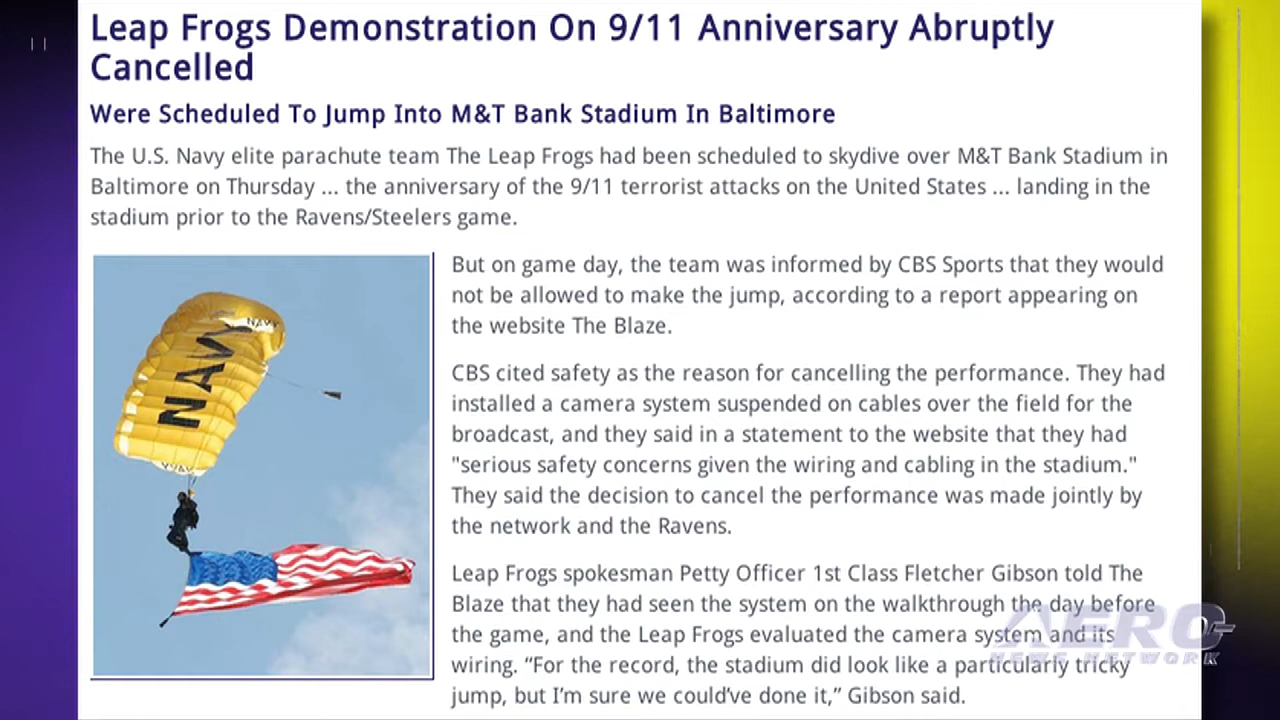 Leap Frogs Demonstration On 9/11 Anniversary Abruptly
Cancelled
Were Scheduled To Jump Into M&T Bank Stadium In Baltimore
The U.S. Navy elite parachute team The Leap Frogs had been scheduled to skydive over M&T Bank Stadium in
Baltimore on Thursday ... the anniversary of the 9/11 terrorist attacks on the United States ... landing in the
stadium prior to the Ravens/Steelers game.
NAVY
NAVY
NAVY
But on game day, the team was informed by CBS Sports that they would
not be allowed to make the jump, according to a report appearing on
the website The Blaze.
CBS cited safety as the reason for cancelling the performance. They had
installed a camera system suspended on cables over the field for the
broadcast, and they said in a statement to the website that they had
"serious safety concerns given the wiring and cabling in the stadium."
They said the decision to cancel the performance was made jointly by
the network and the Ravens.
Leap Frogs spokesman Petty Officer 1st Class Fletcher Gibson told The
Blaze that they had seen the system on the walkthrough the day before
the game, and the Leap Frogs evaluated the camera system and its
wiring. “For the record, the stadium did look like a particularly tricky
jump, but I’m sure we could’ve done it,” Gibson said.
AERO
NEWS NETWORK